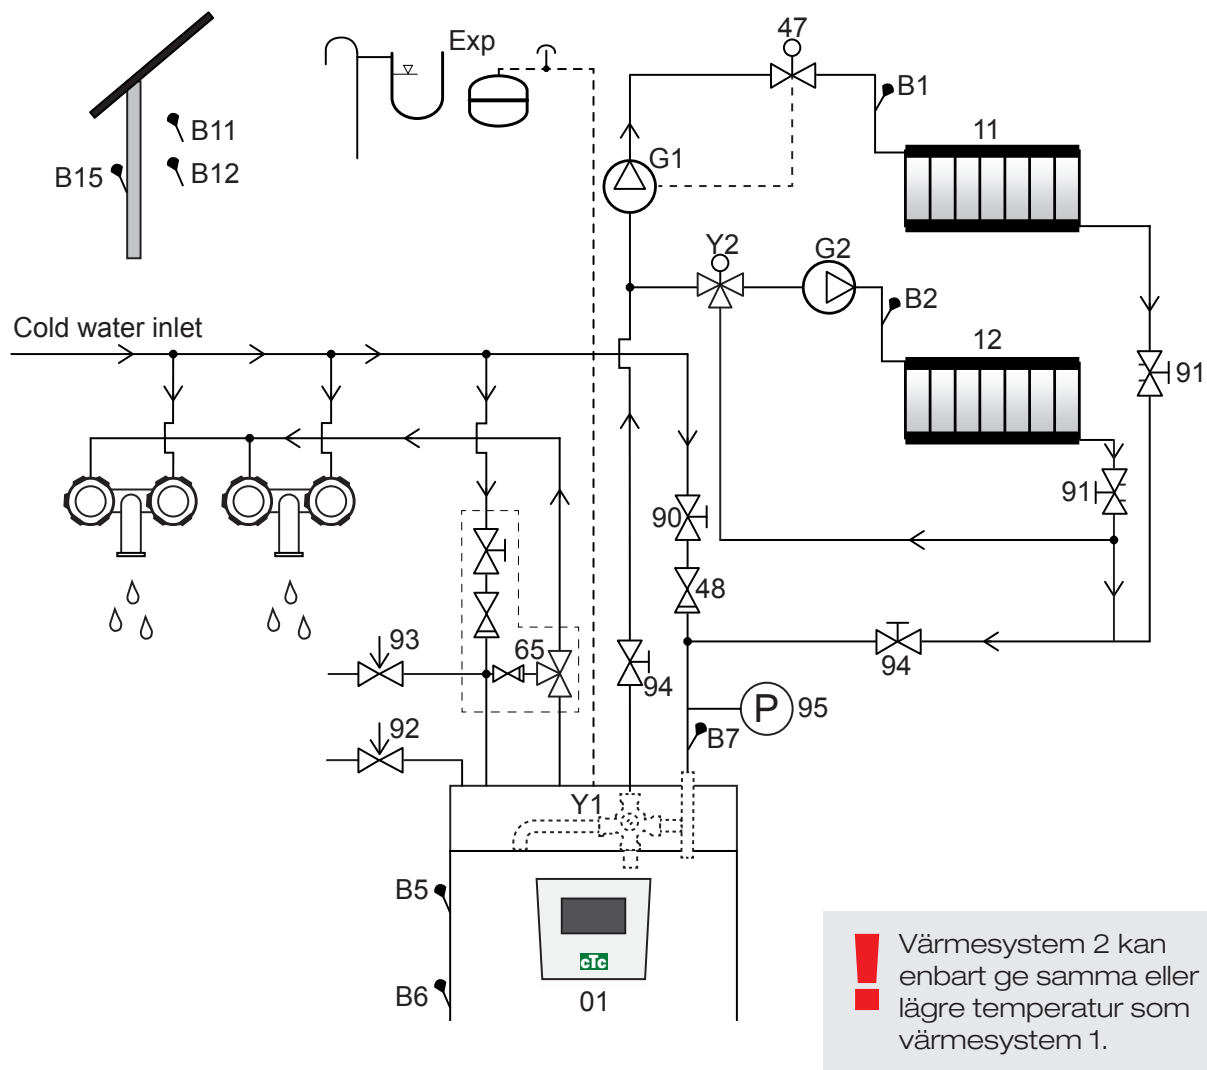 Exp
47
B1
B11
B12
B15
11
G1
Y2
G2
B2
Cold water inlet
12
91
91
90
48
93
65
94
94
P
95
92
B7
Y1
B5
cTc
B6
01
Värmesystem 2 kan
enbart ge samma eller
lägre temperatur som
värmesystem 1.